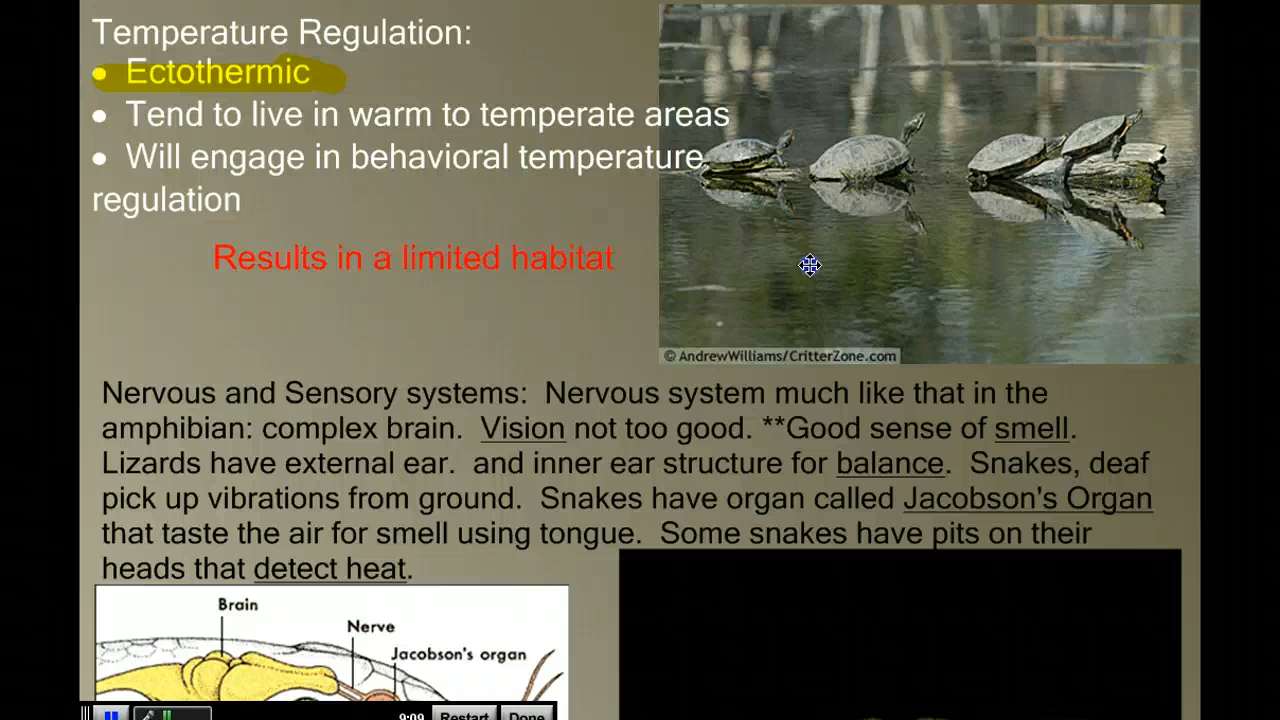 Temperature Regulation:
• Ectothermic
• Tend to live in warm to temperate areas
• Will engage in behavioral temperature
regulation
Results in a limited habitat
© AndrewWilliams/CritterZone.com
Nervous and Sensory systems:  Nervous system much like that in the
amphibian: complex brain.  Vision not too good. **Good sense of smell.
Lizards have external ear.  and inner ear structure for balance.  Snakes, deaf
pick up vibrations from ground.  Snakes have organ called Jacobson's Organ
that taste the air for smell using tongue.  Some snakes have pits on their
heads that detect heat.
Brain
Nerve
Jacobson's organ
9:09 Restart Done